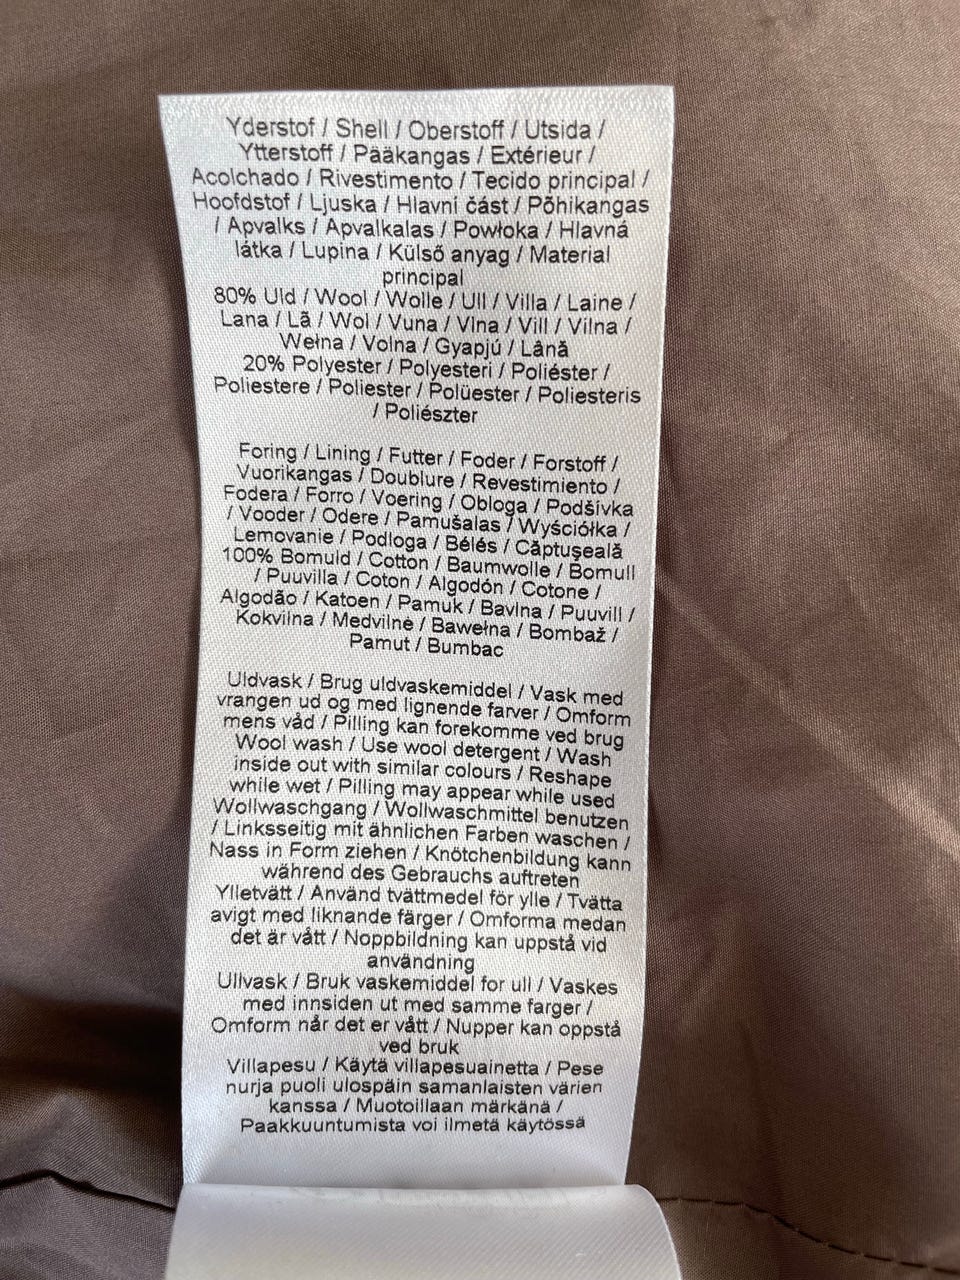 Yderstof / Shell / Oberstoff / Utsida /
Ytterstoff / Pääkangas / Extérieur /
Acolchado / Rivestimento / Tecido principal /
Hoofdstof / Ljuska / Hlavní část / Põhikangas
/ Apvalks / Apvalkalas / Powłoka / Hlavná
látka / Lupina / Külső anyag / Material
principal
80% Uld / Wool / Wolle / Ull / Villa / Laine /
Lana / Lã / Wol / Vuna / Vlna / Vill / Vilna /
Wełna / Volna / Gyapjú / Lână
20% Polyester / Polyesteri / Poliéster /
Poliestere / Poliester / Polüester / Poliesteris
/ Poliészter
Foring / Lining / Futter / Foder / Forstoff /
Vuorikangas / Doublure / Revestimiento /
Fodera / Forro / Voering / Obloga / Podšívka
/ Vooder / Odere / Pamušalas / Wyściółka /
Lemovanie / Podloga / Bélés / Căptuşeală
100% Bomuld / Cotton / Baumwolle / Bomull
/ Puuvilla / Coton / Algodón / Cotone /
Algodão / Katoen / Pamuk / Bavlna / Puuvill /
Kokvilna / Medvilnė / Bawełna / Bombaž /
Pamut / Bumbac
Uldvask / Brug uldvaskemiddel / Vask med
vrangen ud og med lignende farver / Omform
mens våd / Pilling kan forekomme ved brug
Wool wash / Use wool detergent / Wash
inside out with similar colours / Reshape
while wet / Pilling may appear while used
Wollwaschgang / Wollwaschmittel benutzen
/ Linksseitig mit ähnlichen Farben waschen /
Nass in Form ziehen / Knötchenbildung kann
während des Gebrauchs auftreten
Ylletvätt / Använd tvättmedel för ylle / Tvätta
avigt med liknande färger / Omforma medan
det är vått / Noppbildning kan uppstå vid
användning
Ullvask / Bruk vaskemiddel for ull / Vaskes
med innsiden ut med samme farger /
Omform når det er vått / Nupper kan oppstå
ved bruk
Villapesu / Käytä villapesuainetta / Pese
nurja puoli ulospäin samanlaisten värien
kanssa / Muotoillaan märkänä /
Paakkuuntumista voi ilmetä käytössä